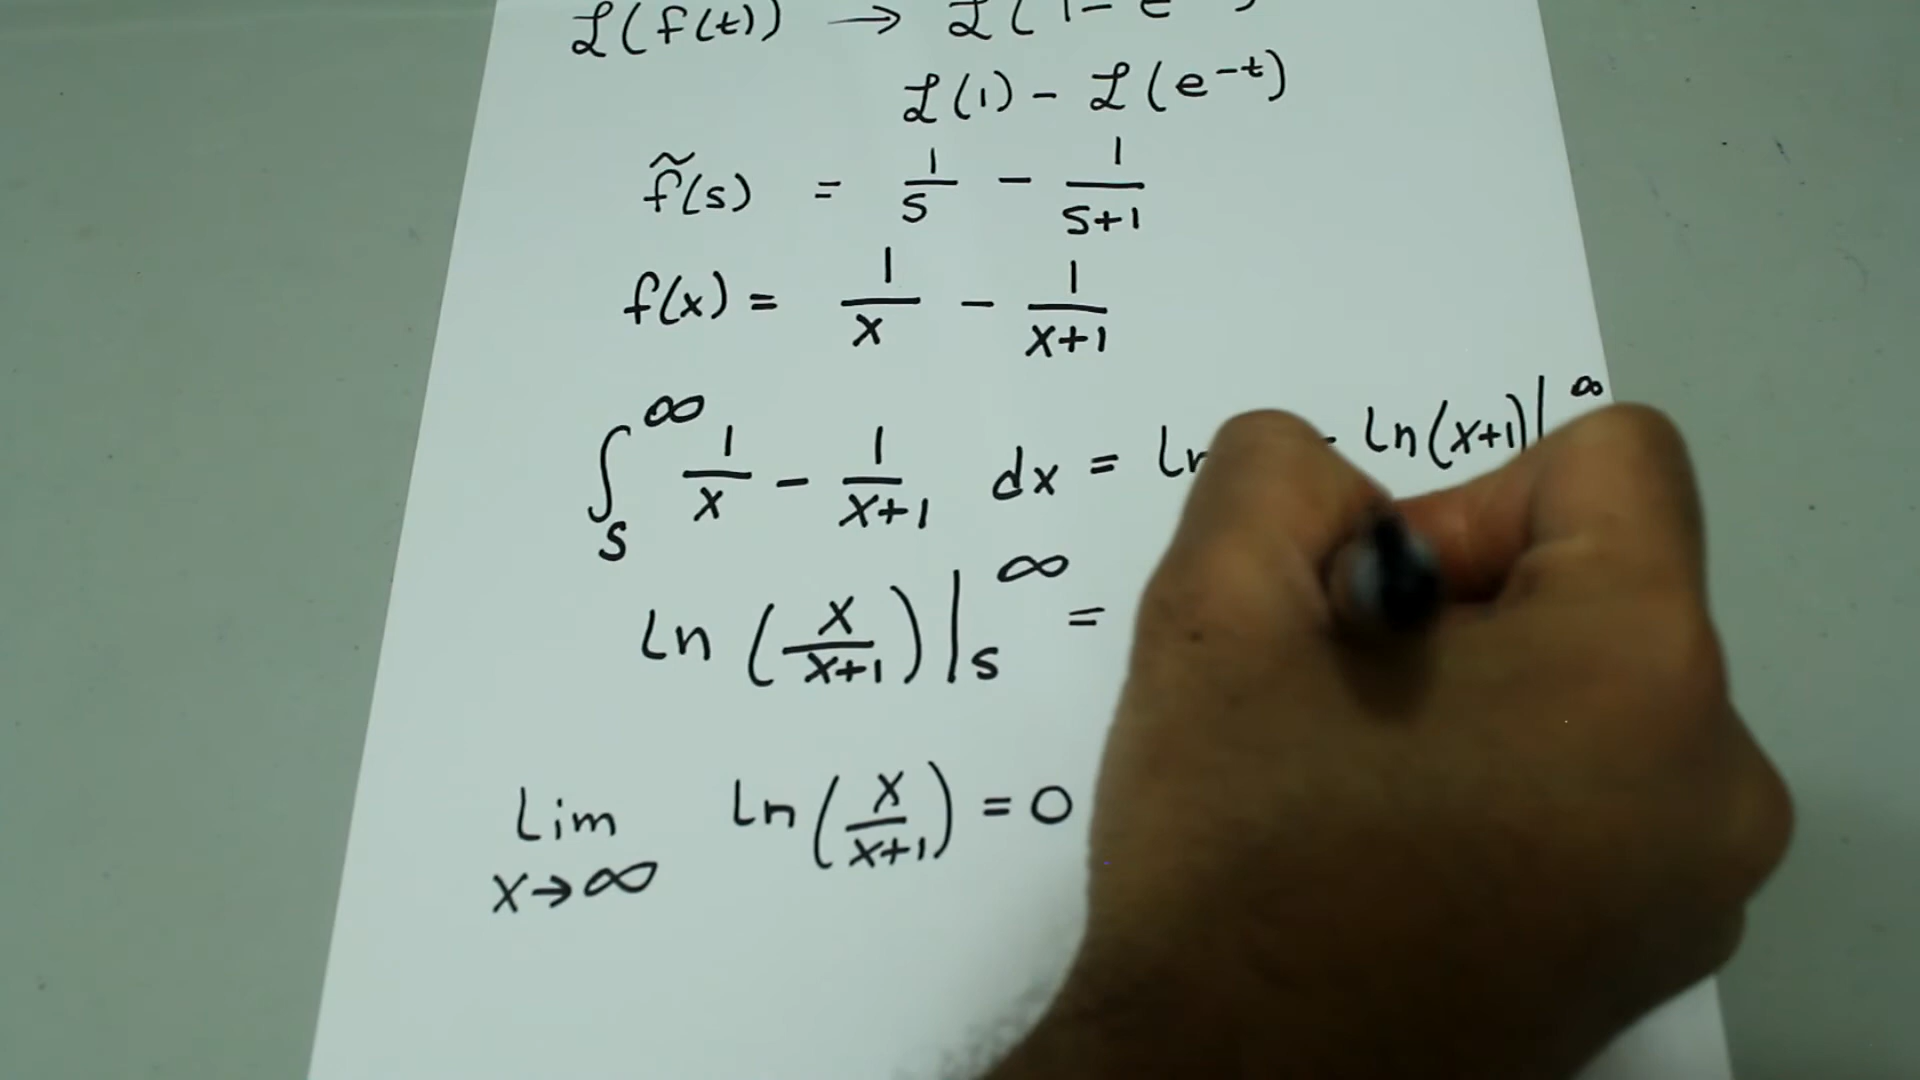 ℒ(f(t)) → ℒ(1 - e
ℒ(1) - ℒ(e^{-t})
f̃(s) = 1/s - 1/(s+1)
f(x) = 1/x - 1/(x+1)
∫_s^∞ 1/x - 1/(x+1) dx = Ln - Ln(x+1)|^∞
Ln (x/(x+1))|_s^∞ =
Lim_{x→∞} Ln(x/(x+1)) = 0